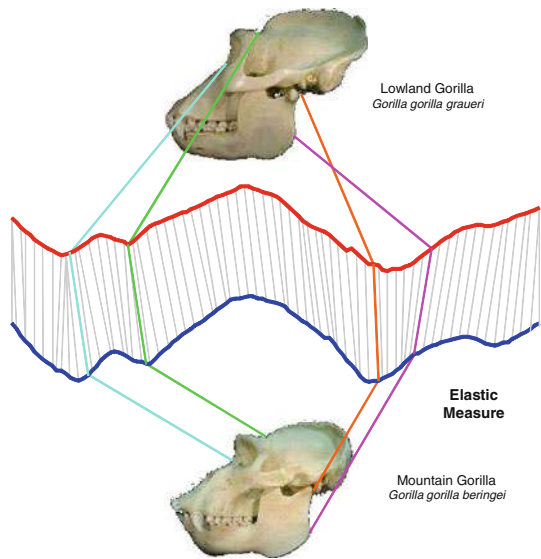 Lowland Gorilla
Gorilla gorilla graueri
Elastic
Measure
Mountain Gorilla
Gorilla gorilla beringei